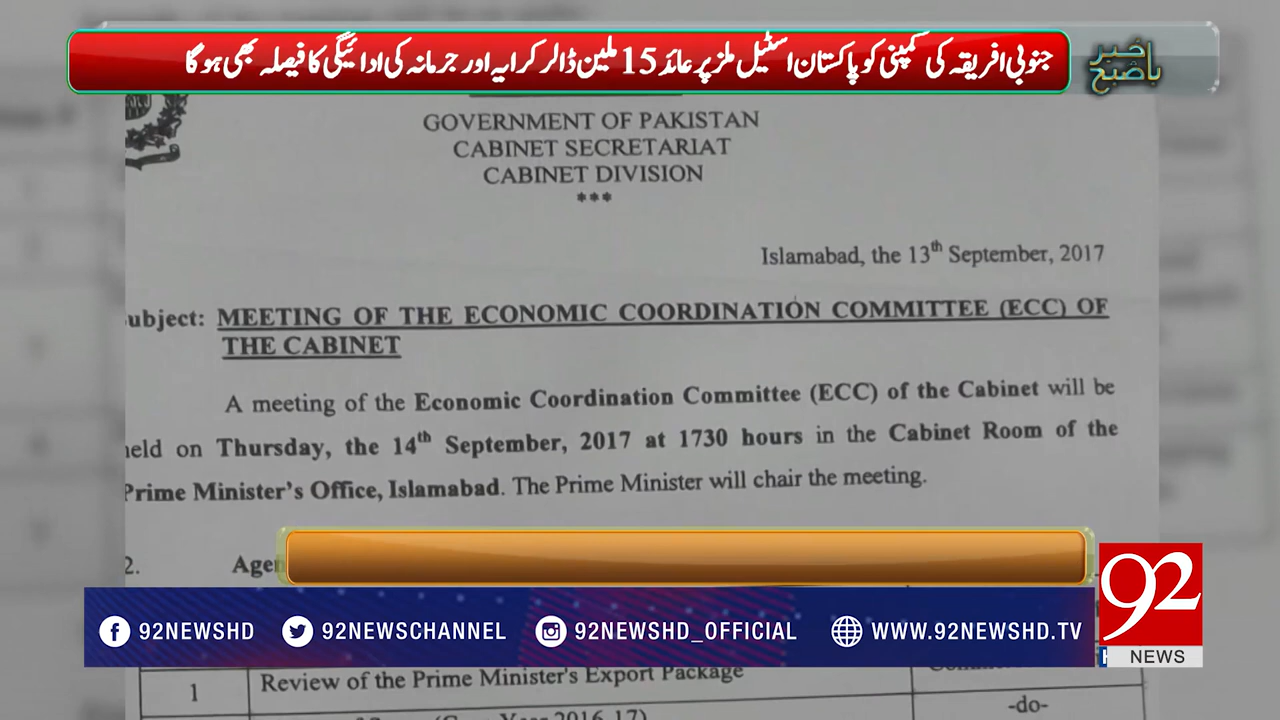 جنوبی افریقہ کی کمپنی کو پاکستان اسٹیل ملز پر عائد 15 ملین ڈالر کرایہ اور جرمانہ کی ادائیگی کا فیصلہ بھی ہوگا
باخبر صبح
GOVERNMENT OF PAKISTAN
CABINET SECRETARIAT
CABINET DIVISION
***
Islamabad, the 13th September, 2017
ubject: MEETING OF THE ECONOMIC COORDINATION COMMITTEE (ECC) OF
THE CABINET
A meeting of the Economic Coordination Committee (ECC) of the Cabinet will be
held on Thursday, the 14th September, 2017 at 1730 hours in the Cabinet Room of the
Prime Minister's Office, Islamabad. The Prime Minister will chair the meeting.
2. Agen
92NEWSHD 92NEWSCHANNEL 92NEWSHD_OFFICIAL WWW.92NEWSHD.TV
92
NEWS
1 Review of the Prime Minister's Export Package
2016-17)
-do-